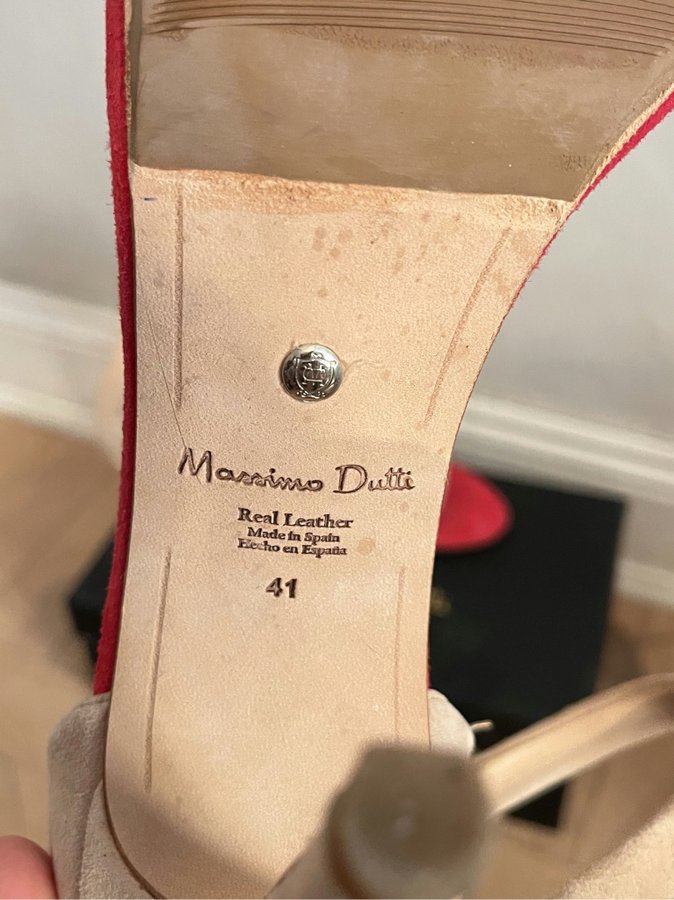 Massimo Dutti
Real Leather
Made in Spain
Hecho en España
41